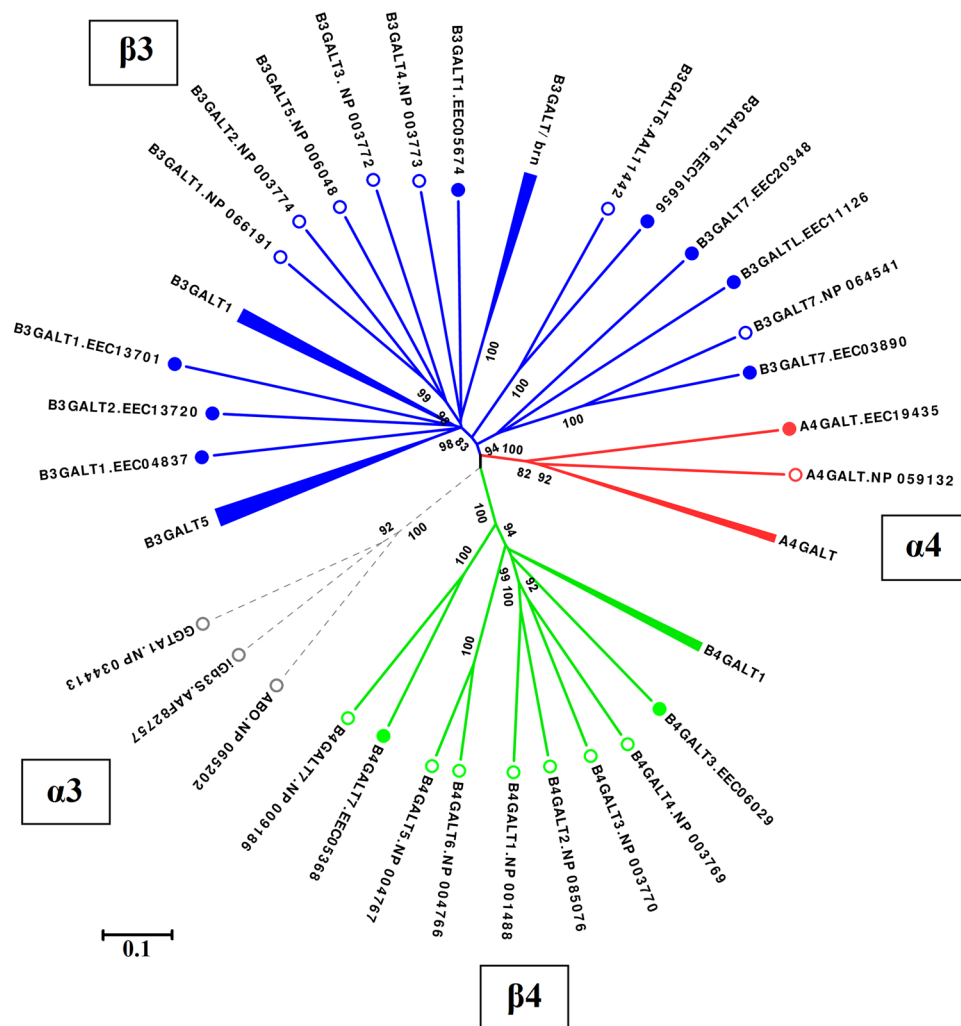 β3
B3GALT1.EEC13701
B3GALT1
B3GALT1.NP 066191
B3GALT2.NP 003774
B3GALT5.NP 006048
B3GALT3. NP 003772
B3GALT4.NP 003773
B3GALT1.EEC05674
B3GALT/ brn
B3GALT6.AAL11442
B3GALT6.EEC16656
B3GALT7.EEC20348
B3GALTL.EEC11126
B3GALT7.NP 064541
B3GALT7.EEC03890
B3GALT2.EEC13720
B3GALT1.EEC04837
B3GALT5
100
100
100
99
98
98
83
94
100
82
92
A4GALT.EEC19435
A4GALT.NP 059132
A4GALT
α4
92
100
GGTA1.NP 034413
iGb3S.AAF82757
ABO.NP 065202
α3
100
94
100
99
100
92
100
B4GALT7.NP 009186
B4GALT7.EEC05368
B4GALT5.NP 004767
B4GALT6.NP 004766
B4GALT1.NP 001488
B4GALT2.NP 085076
B4GALT3.NP 003770
B4GALT4.NP 003769
B4GALT3.EEC06029
B4GALT1
0.1
β4